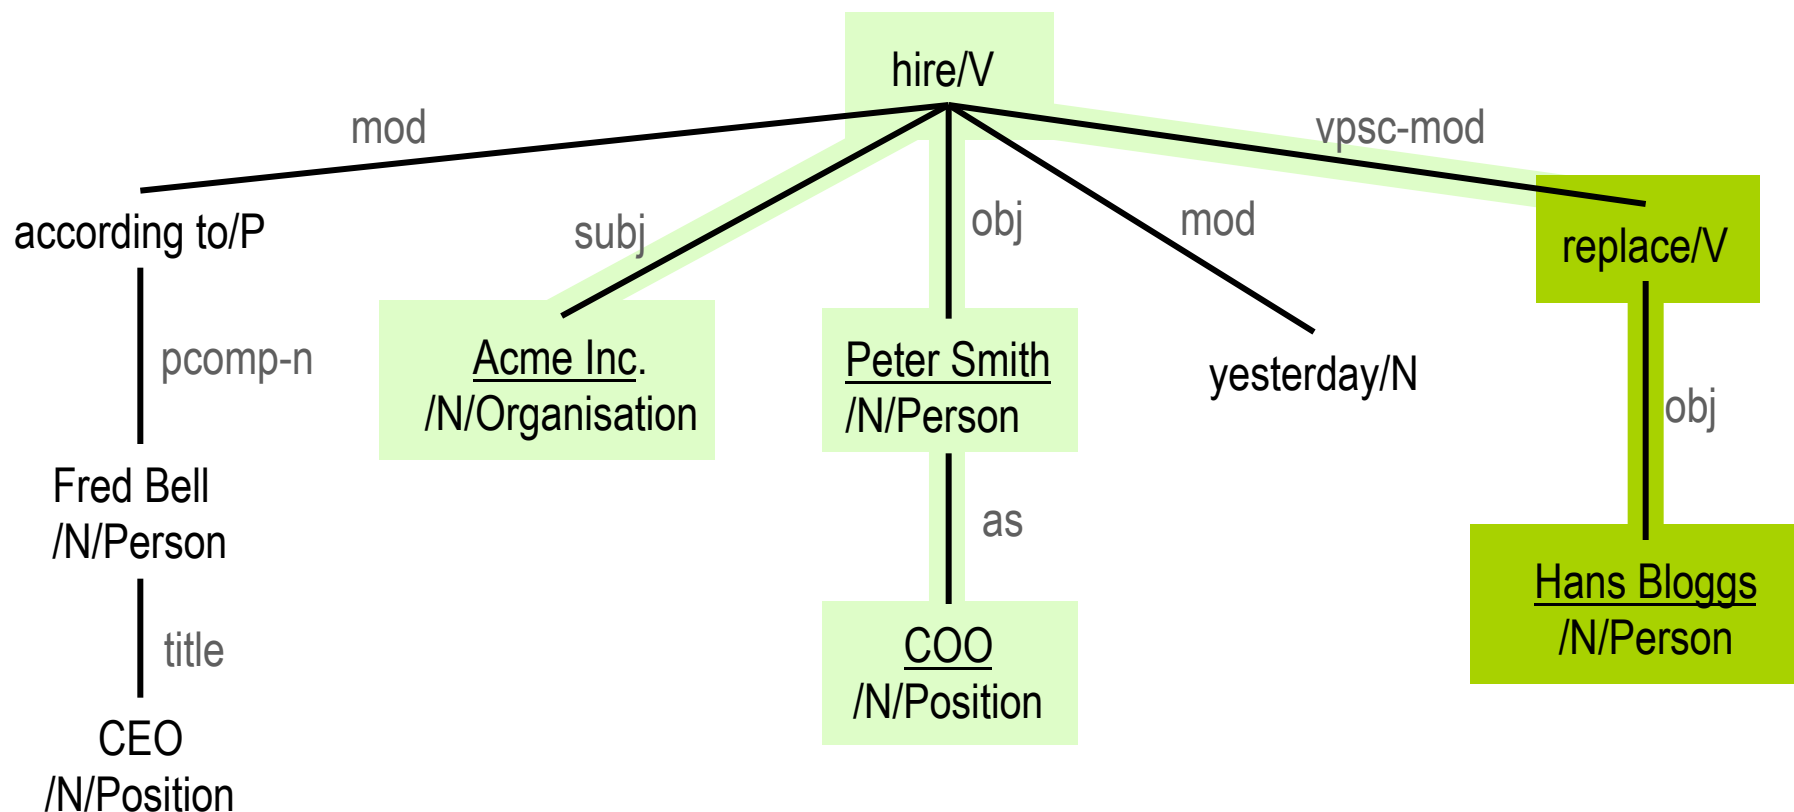 hire/V
mod
vpsc-mod
according to/P
subj
obj
mod
replace/V
pcomp-n
Acme Inc.
/N/Organisation
Peter Smith
/N/Person
yesterday/N
obj
Fred Bell
/N/Person
as
Hans Bloggs
/N/Person
title
COO
/N/Position
CEO
/N/Position